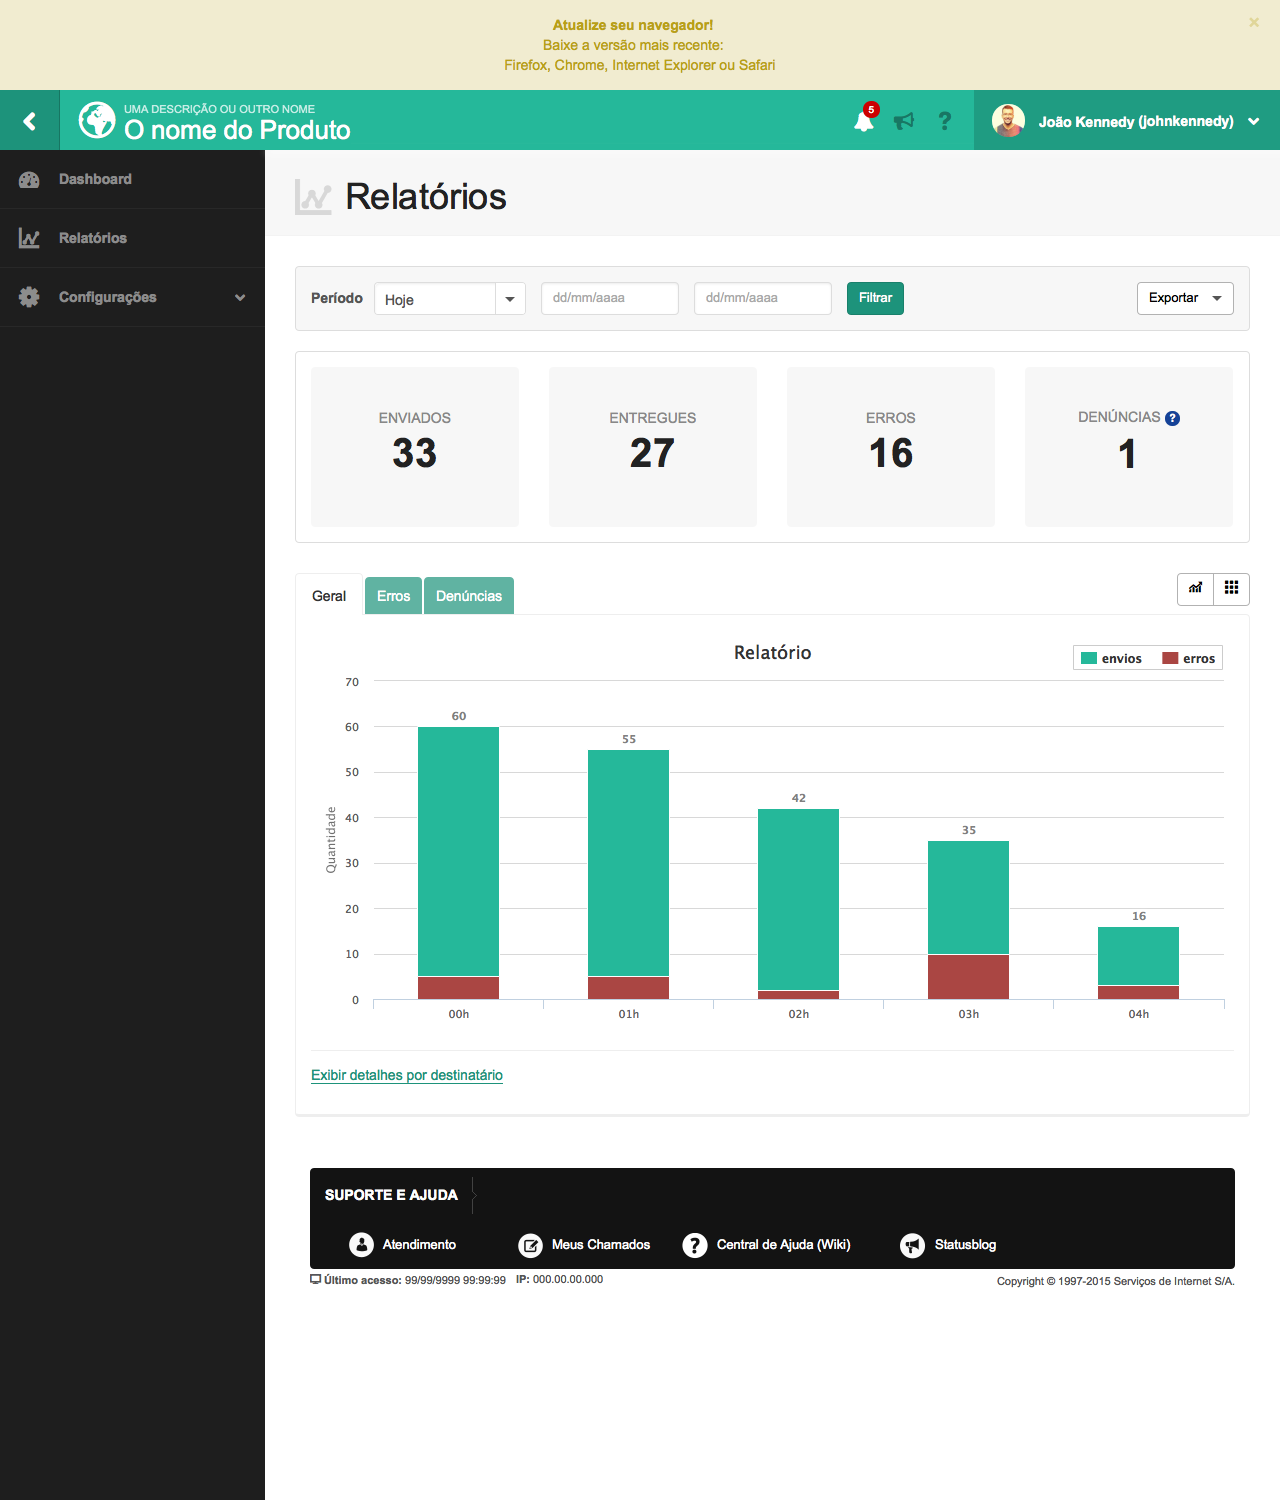 Atualize seu navegador!
×
Baixe a versão mais recente:
Firefox, Chrome, Internet Explorer ou Safari
UMA DESCRIÇÃO OU OUTRO NOME
O nome do Produto
5
?
João Kennedy (johnkennedy)
Dashboard
Relatórios
Configurações
Relatórios
Período
Hoje
dd/mm/aaaa
dd/mm/aaaa
Filtrar
Exportar
ENVIADOS
33
ENTREGUES
27
ERROS
16
DENÚNCIAS ?
1
Geral
Erros
Denúncias
Relatório
envios
erros
Quantidade
70
60
50
40
30
20
10
0
60
55
42
35
16
00h
01h
02h
03h
04h
Exibir detalhes por destinatário
SUPORTE E AJUDA
Atendimento
Meus Chamados
? Central de Ajuda (Wiki)
Statusblog
Último acesso: 99/99/9999 99:99:99 IP: 000.00.00.000
Copyright © 1997-2015 Serviços de Internet S/A.